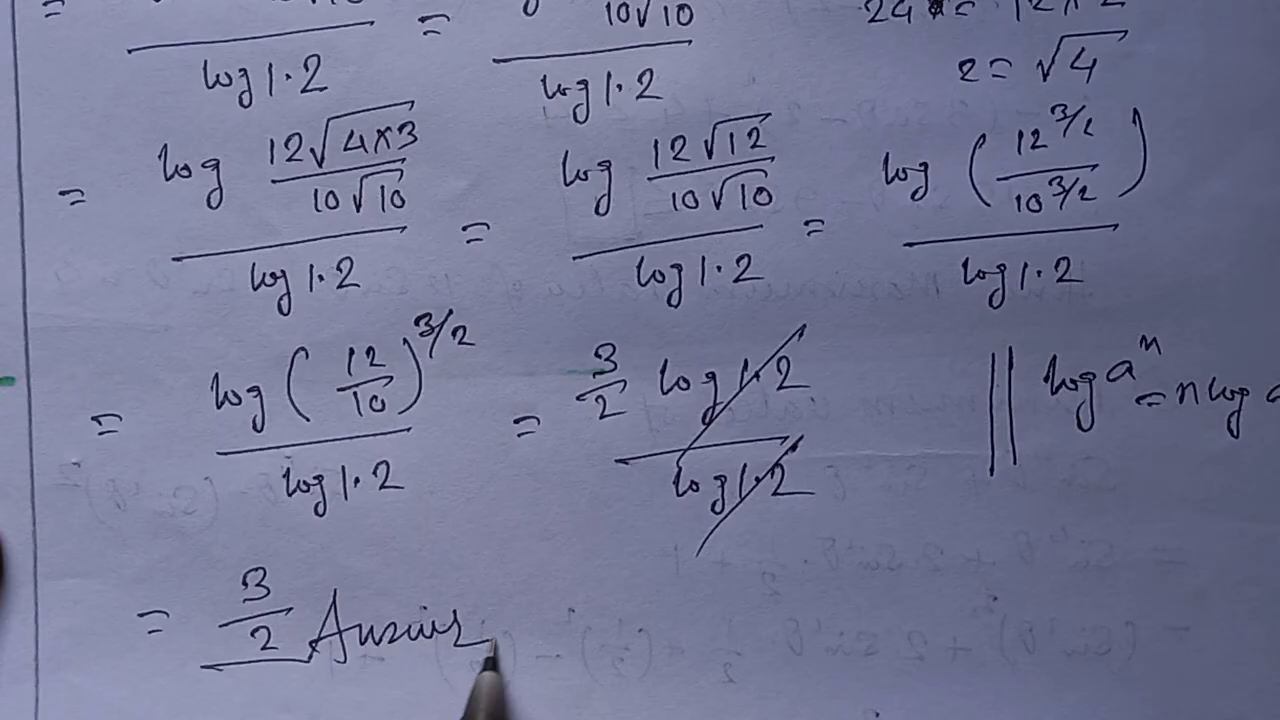 10√10
= log 1.2 = log 1.2
2 = √4
= log 12√4×3 / 10√10 / log 1.2 = log 12√12 / 10√10 / log 1.2 = log (12^3/2 / 10^3/2) / log 1.2
= log (12/10)^3/2 / log 1.2 = 3/2 log 1.2 / log 1.2 || log a^n = n log a
= 3/2 Answer